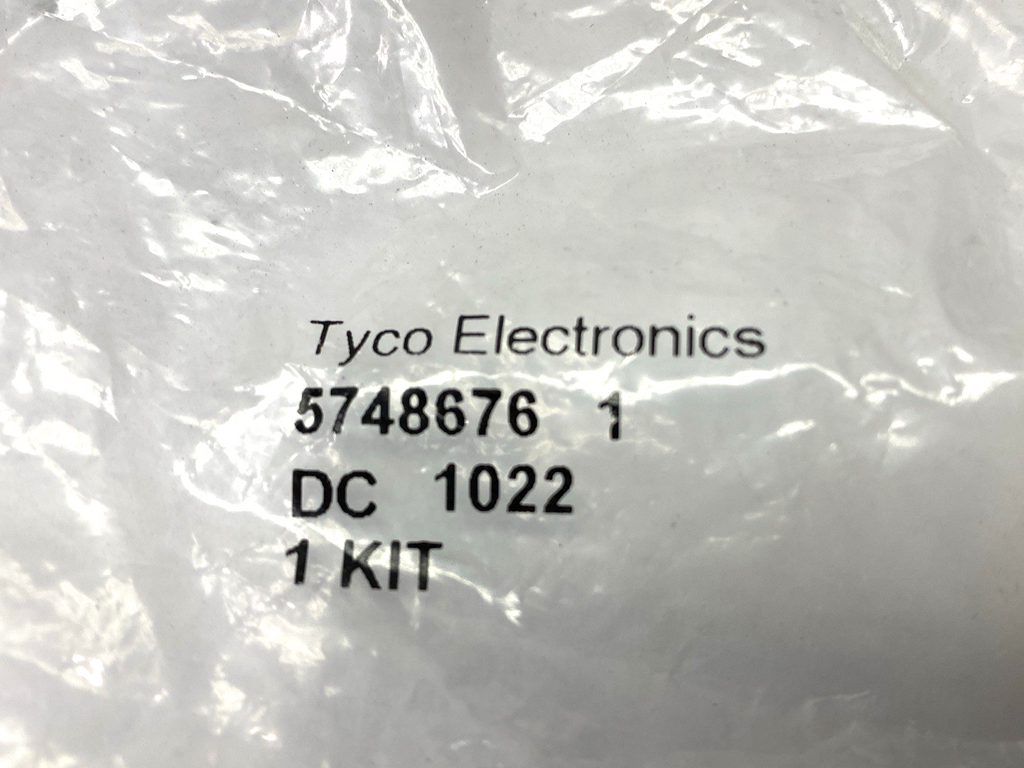 Tyco Electronics
5748676 1
DC 1022
1 KIT